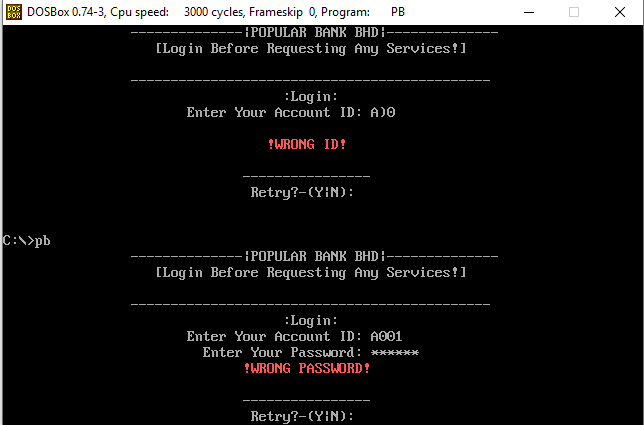 DOSBox 0.74-3, Cpu speed: 3000 cycles, Frameskip 0, Program: PB
--------------|POPULAR BANK BHD|--------------
[Login Before Requesting Any Services!]
---------------------------------------------
:Login:
Enter Your Account ID: A)0
!WRONG ID!
----------------
Retry?-(Y|N):
C:\>pb
--------------|POPULAR BANK BHD|--------------
[Login Before Requesting Any Services!]
---------------------------------------------
:Login:
Enter Your Account ID: A001
Enter Your Password: ******
!WRONG PASSWORD!
----------------
Retry?-(Y|N):